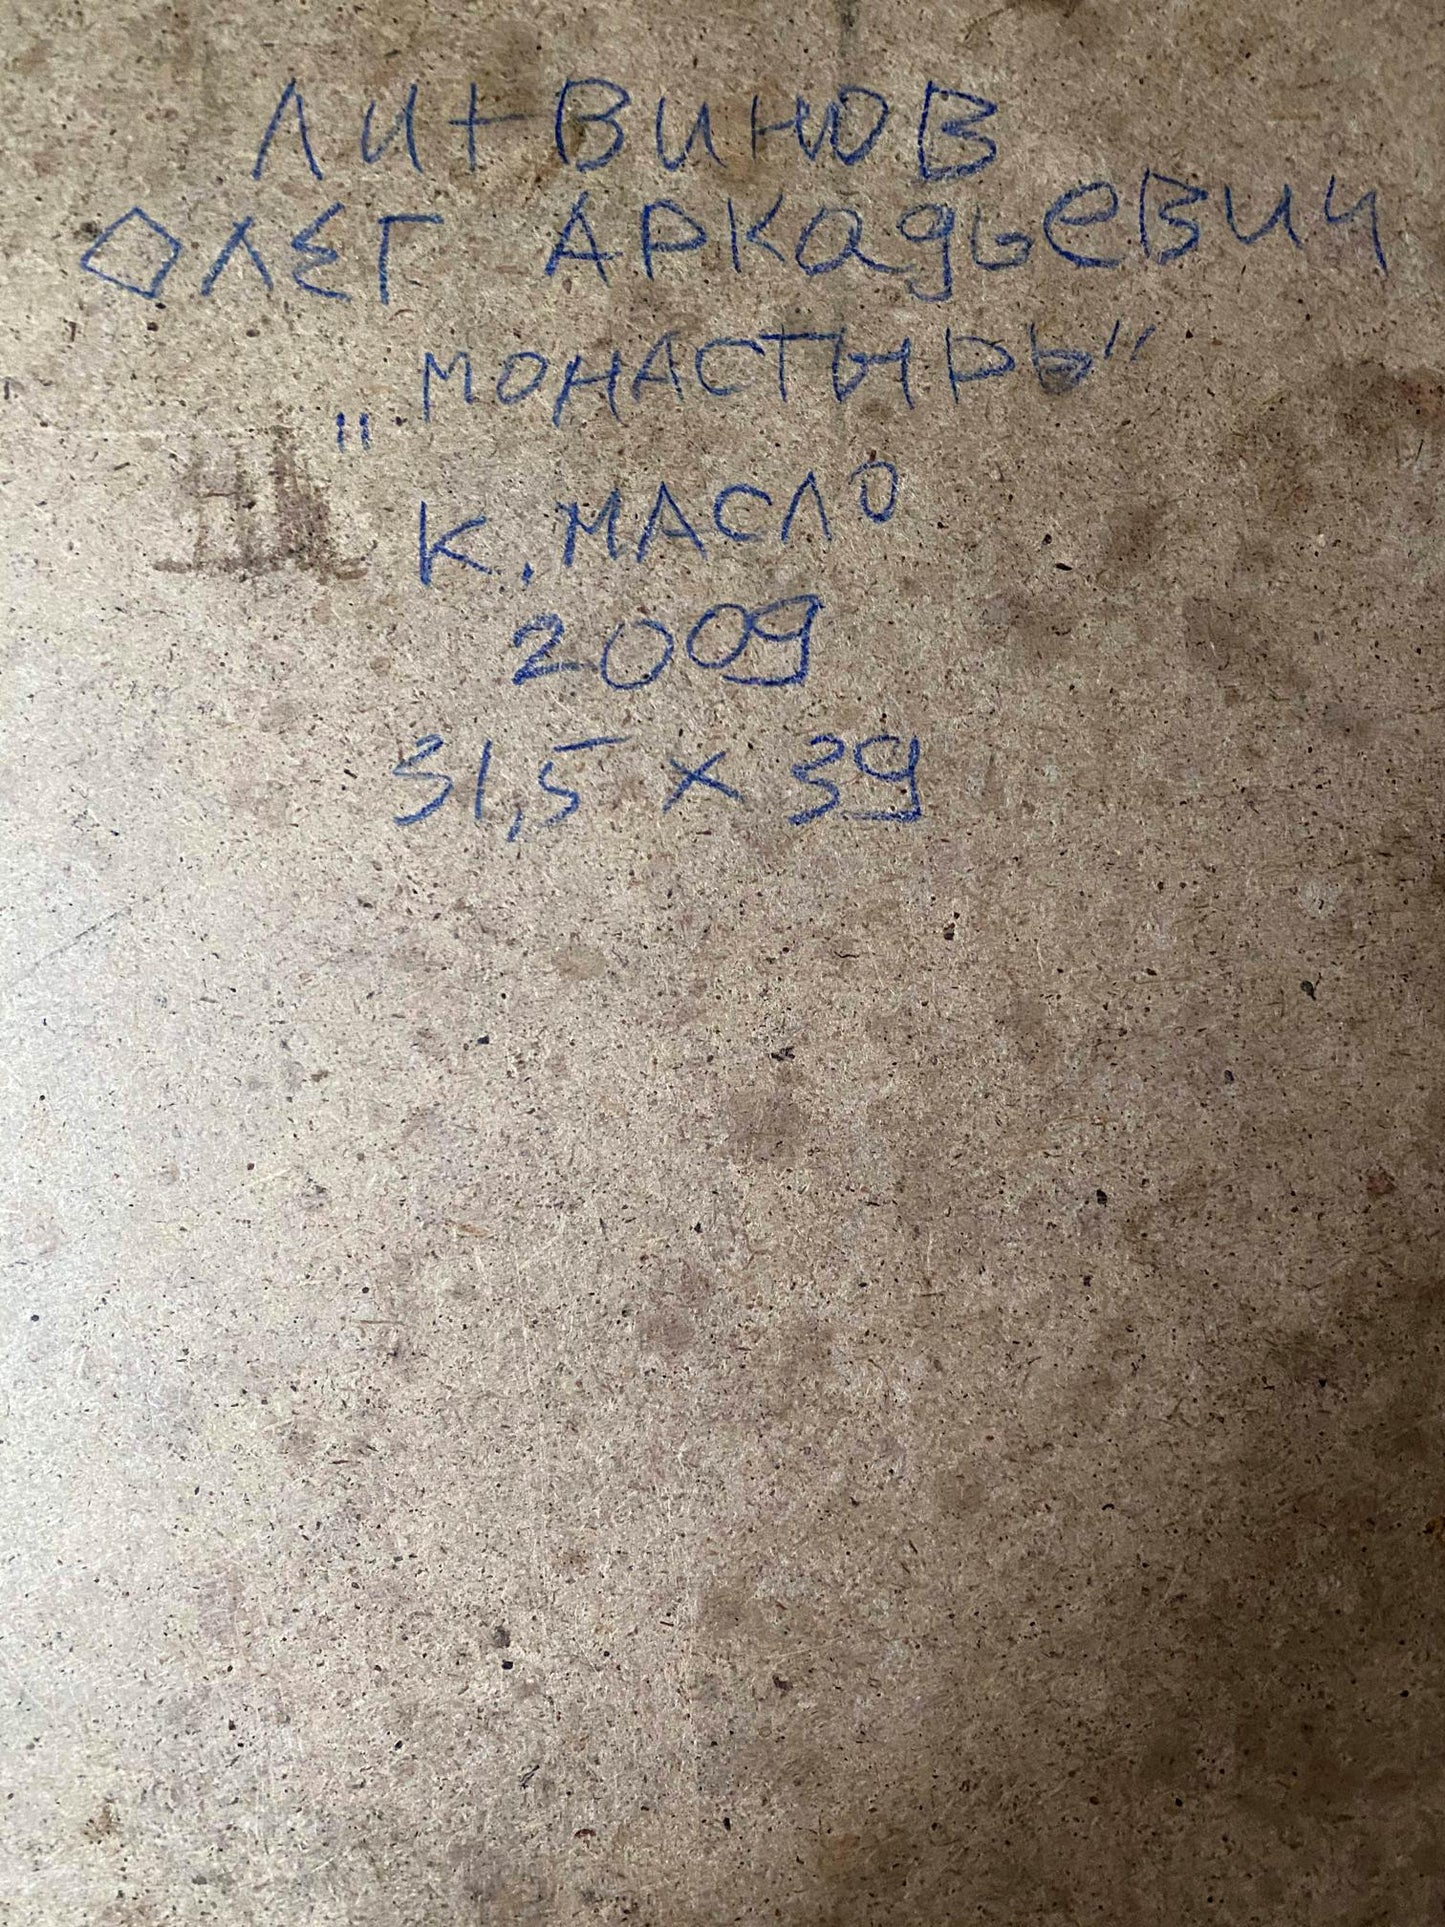 ЛИТВИНОВ
ОЛЕГ АРКАдЬеВИЧ
„МОНАСТЫРЬ"
К. МАСЛО
2009
31,5 x 39